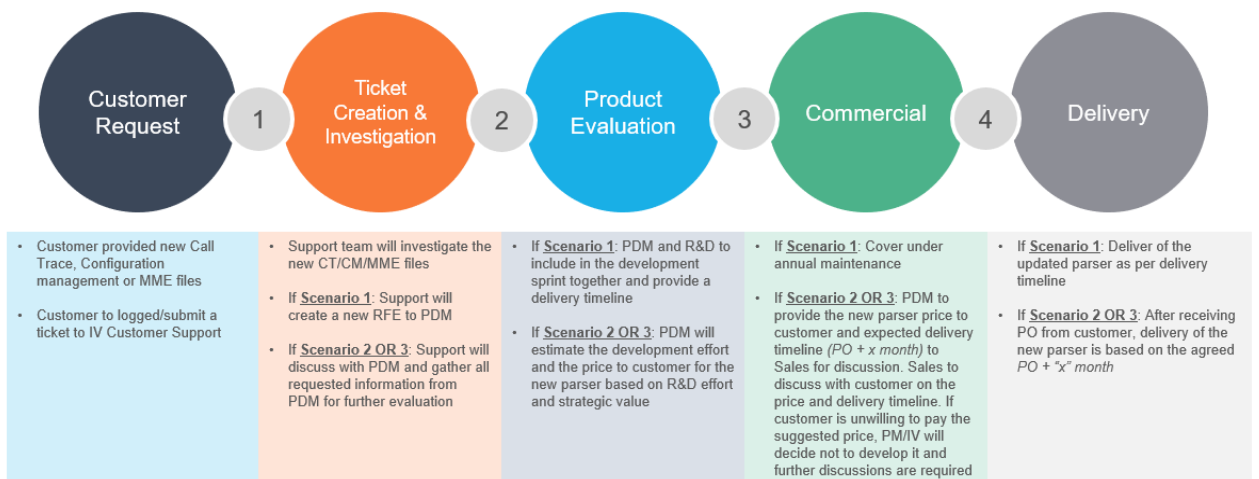 Customer
Request
1
Ticket
Creation &
Investigation
2
Product
Evaluation
3
Commercial
4
Delivery
• Customer provided new Call
Trace, Configuration
management or MME files
• Customer to logged/submit a
ticket to IV Customer Support
• Support team will investigate the
new CT/CM/MME files
• If Scenario 1: Support will
create a new RFE to PDM
• If Scenario 2 OR 3: Support will
discuss with PDM and gather all
requested information from
PDM for further evaluation
• If Scenario 1: PDM and R&D to
include in the development
sprint together and provide a
delivery timeline
• If Scenario 2 OR 3: PDM will
estimate the development effort
and the price to customer for the
new parser based on R&D effort
and strategic value
• If Scenario 1: Cover under
annual maintenance
• If Scenario 2 OR 3: PDM to
provide the new parser price to
customer and expected delivery
timeline (PO + x month) to
Sales for discussion. Sales to
discuss with customer on the
price and delivery timeline. If
customer is unwilling to pay the
suggested price, PM/IV will
decide not to develop it and
further discussions are required
• If Scenario 1: Deliver of the
updated parser as per delivery
timeline
• If Scenario 2 OR 3: After receiving
PO from customer, delivery of the
new parser is based on the agreed
PO + “x” month